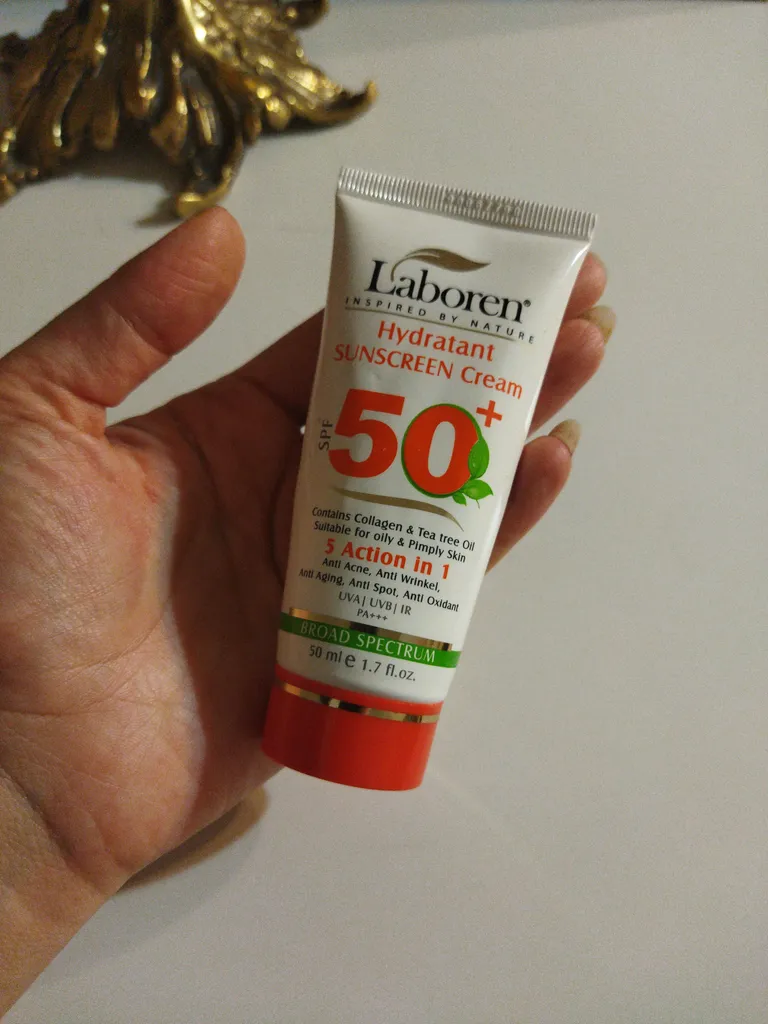 Laboren®
INSPIRED BY NATURE
Hydratant
SUNSCREEN Cream
SPF 50+
Contains Collagen & Tea tree Oil
Suitable for oily & Pimply Skin
5 Action in 1
Anti Acne, Anti Wrinkel,
Anti Aging, Anti Spot, Anti Oxidant
UVA| UVB| IR
PA+++
BROAD SPECTRUM
50 ml e 1.7 fl.oz.